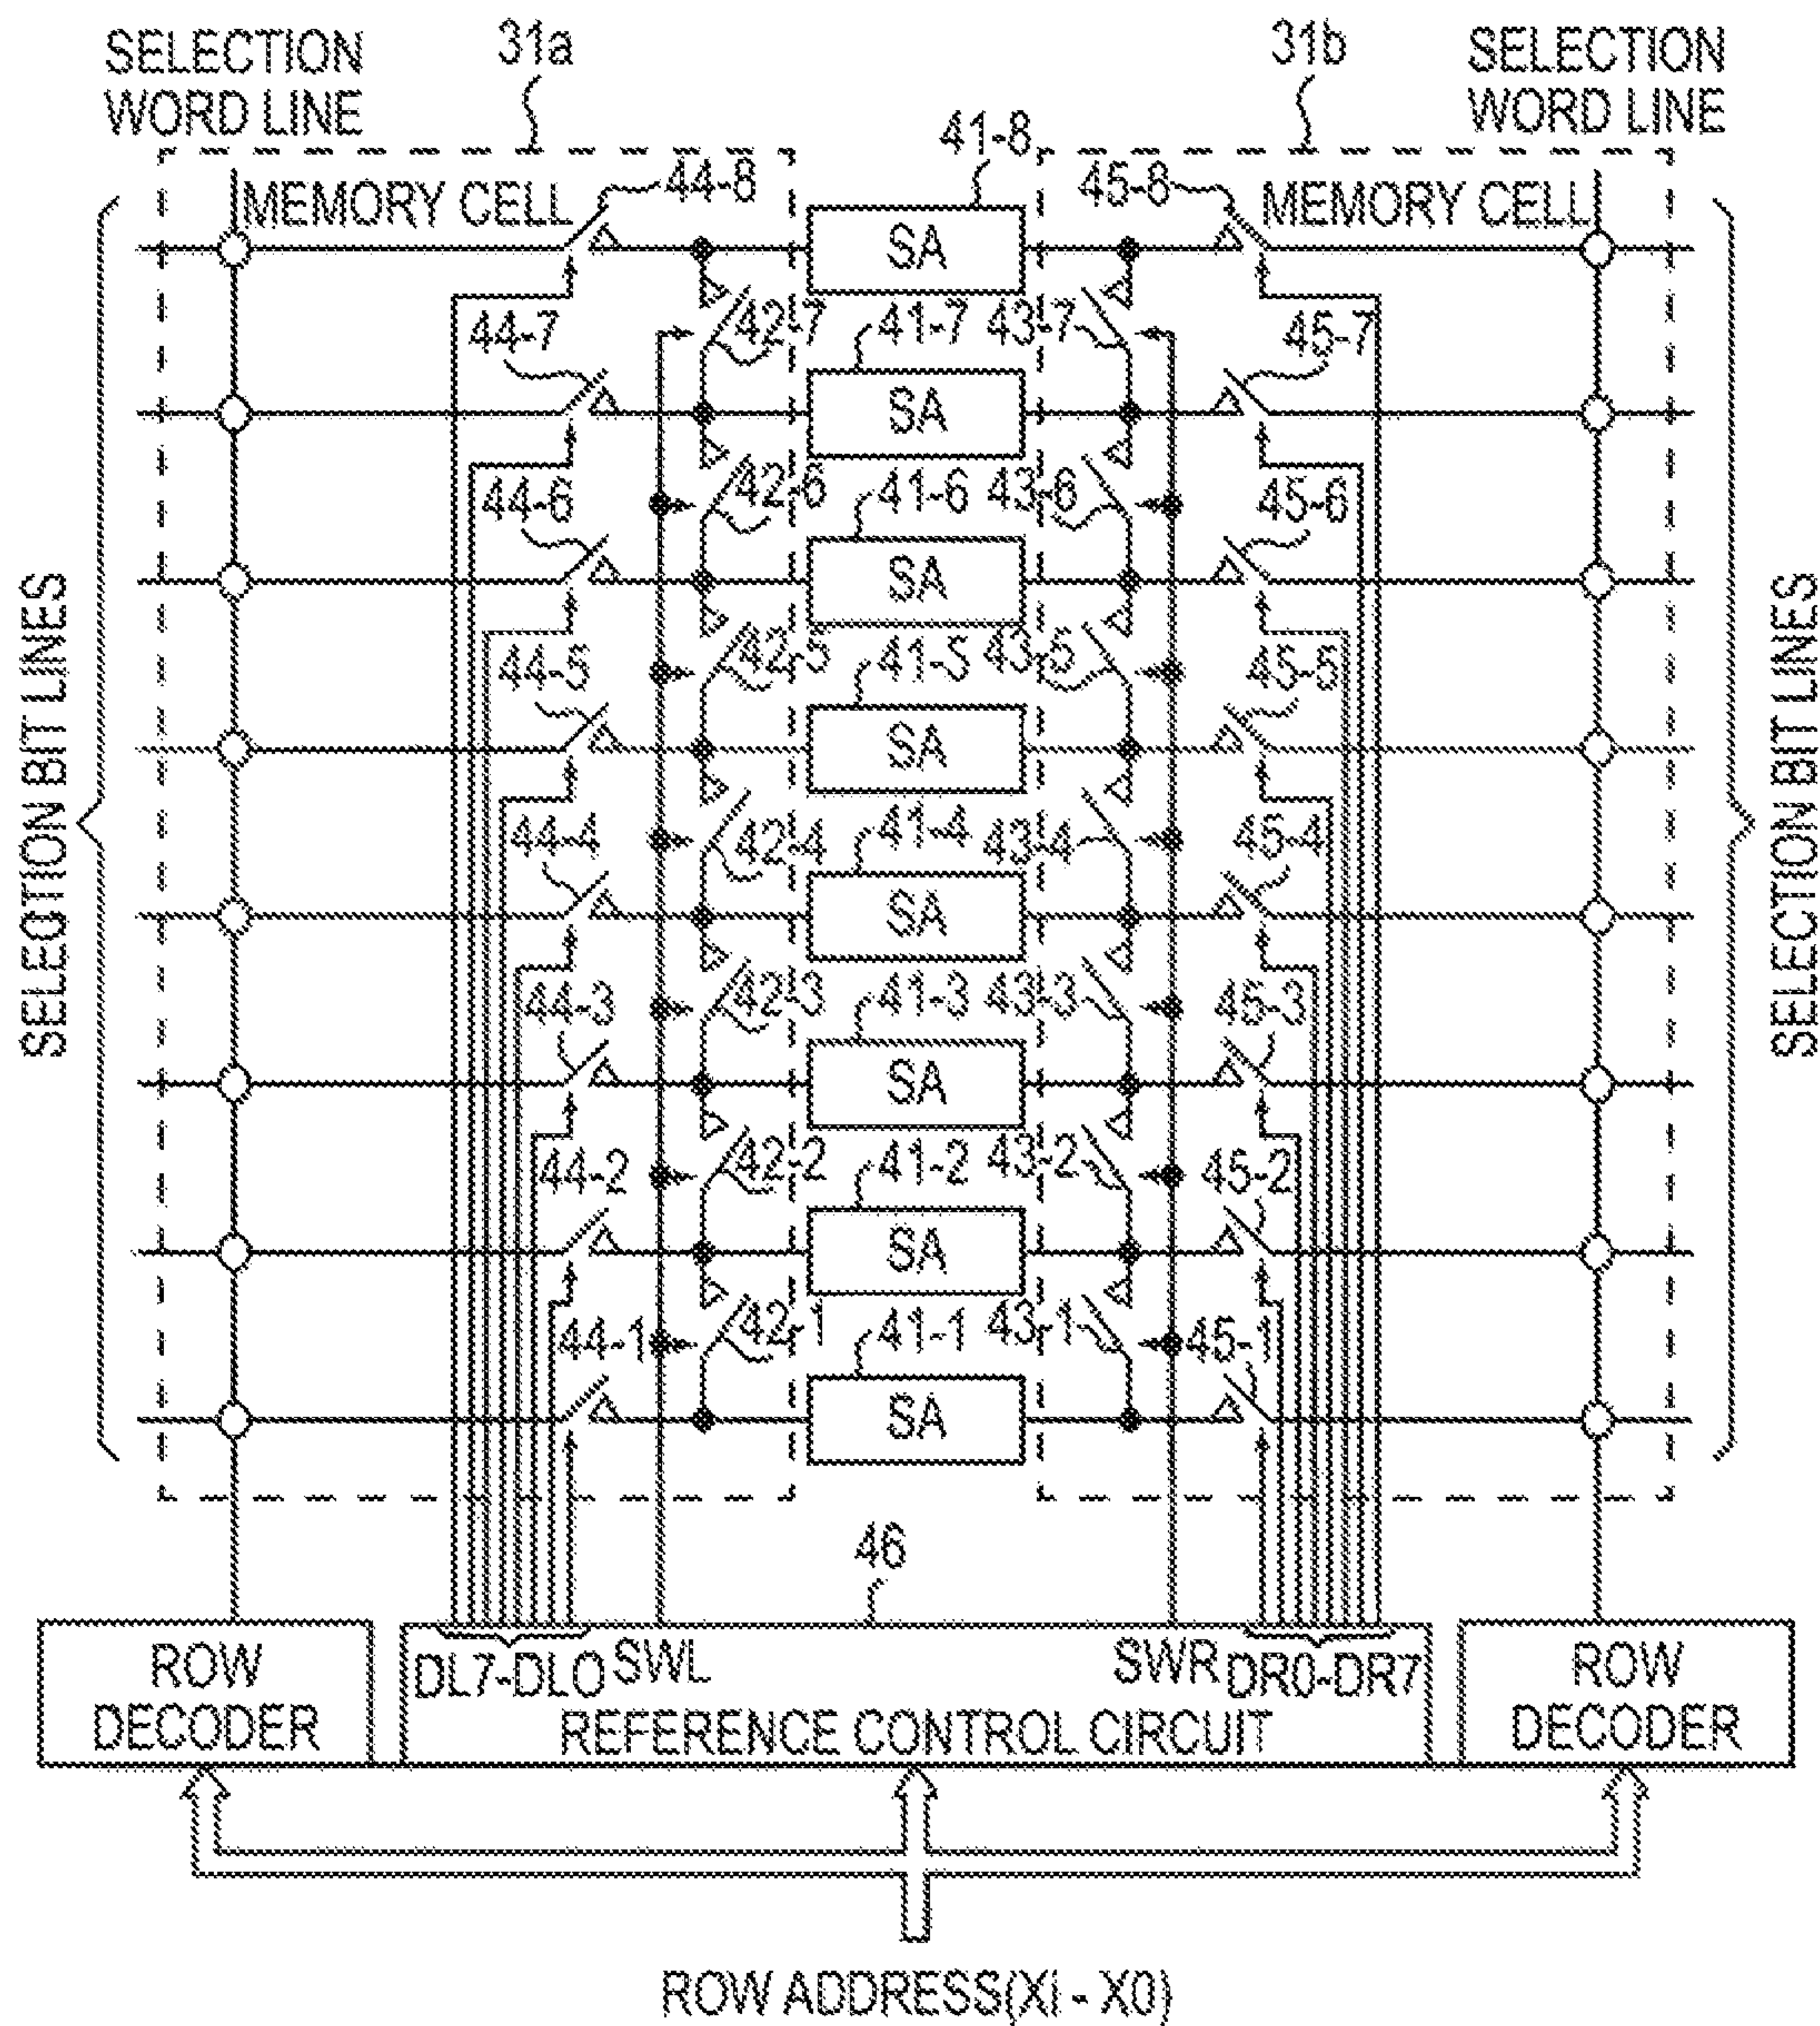 SELECTION
WORD LINE
31a
31b
SELECTION
WORD LINE
41-8
MEMORY CELL
44-8
45-8
MEMORY CELL
SA
44-7
42-7
41-7
43-7
45-7
SA
44-6
42-6
41-6
43-6
45-6
SA
44-5
42-5
41-5
43-5
45-5
SA
44-4
42-4
41-4
43-4
45-4
SA
44-3
42-3
41-3
43-3
45-3
SA
44-2
42-2
41-2
43-2
45-2
SA
44-1
42-1
41-1
43-1
45-1
SA
SELECTION BIT LINES
SELECTION BIT LINES
46
ROW
DECODER
DL7-DL0
SWL
SWR
DR0-DR7
REFERENCE CONTROL CIRCUIT
ROW
DECODER
ROW ADDRESS(Xi - X0)